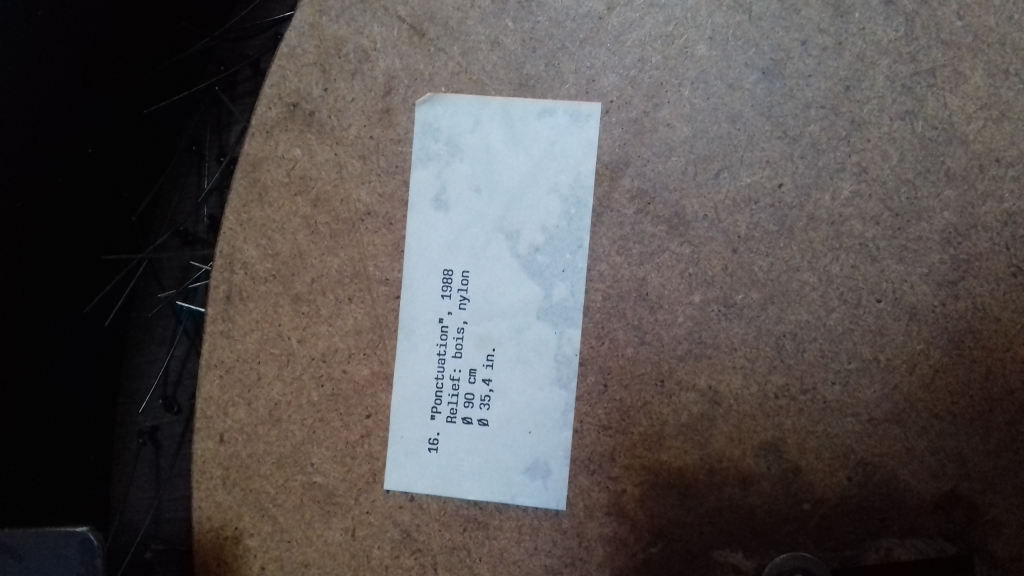 16. "Ponctuation", 1988
Relief: bois, nylon
Ø 90 cm
Ø 35,4 in.